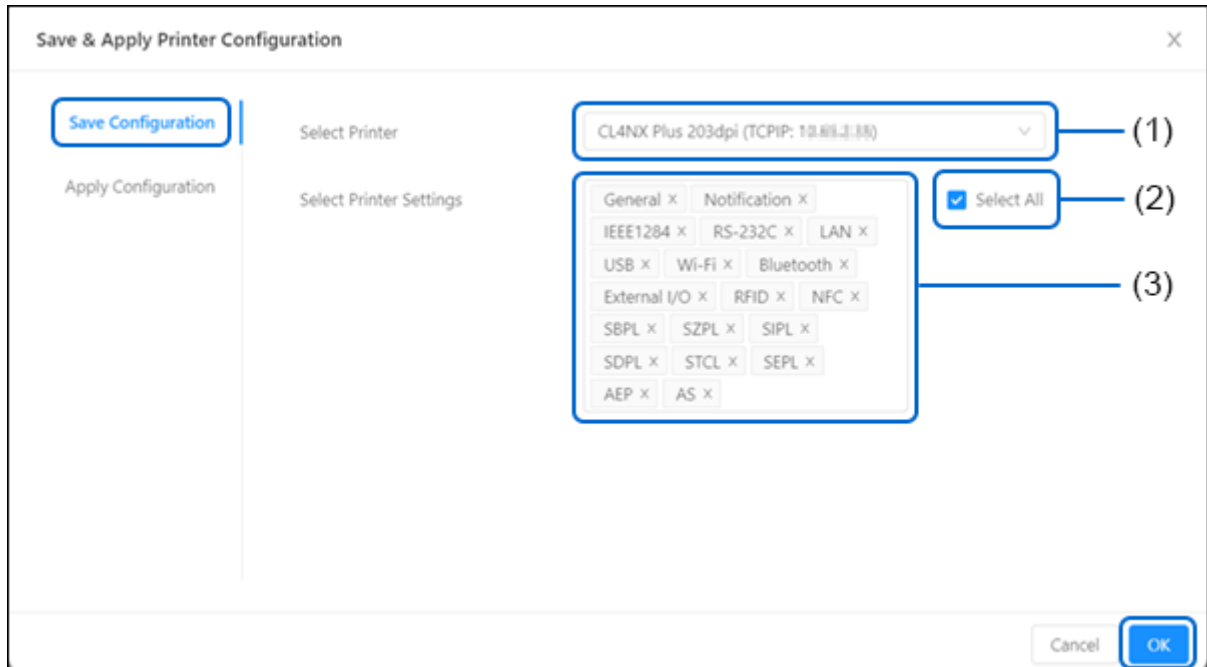 Save & Apply Printer Configuration
Save Configuration
Select Printer
CL4NX Plus 203dpi (TCPIP:
(1)
Apply Configuration
Select Printer Settings
General × Notification ×
Select All
(2)
IEEE1284 × RS-232C × LAN ×
USB × Wi-Fi × Bluetooth ×
External I/O × RFID × NFC ×
(3)
SBPL × SZPL × SIPL ×
SDPL × STCL × SEPL ×
AEP × AS ×
Cancel
OK